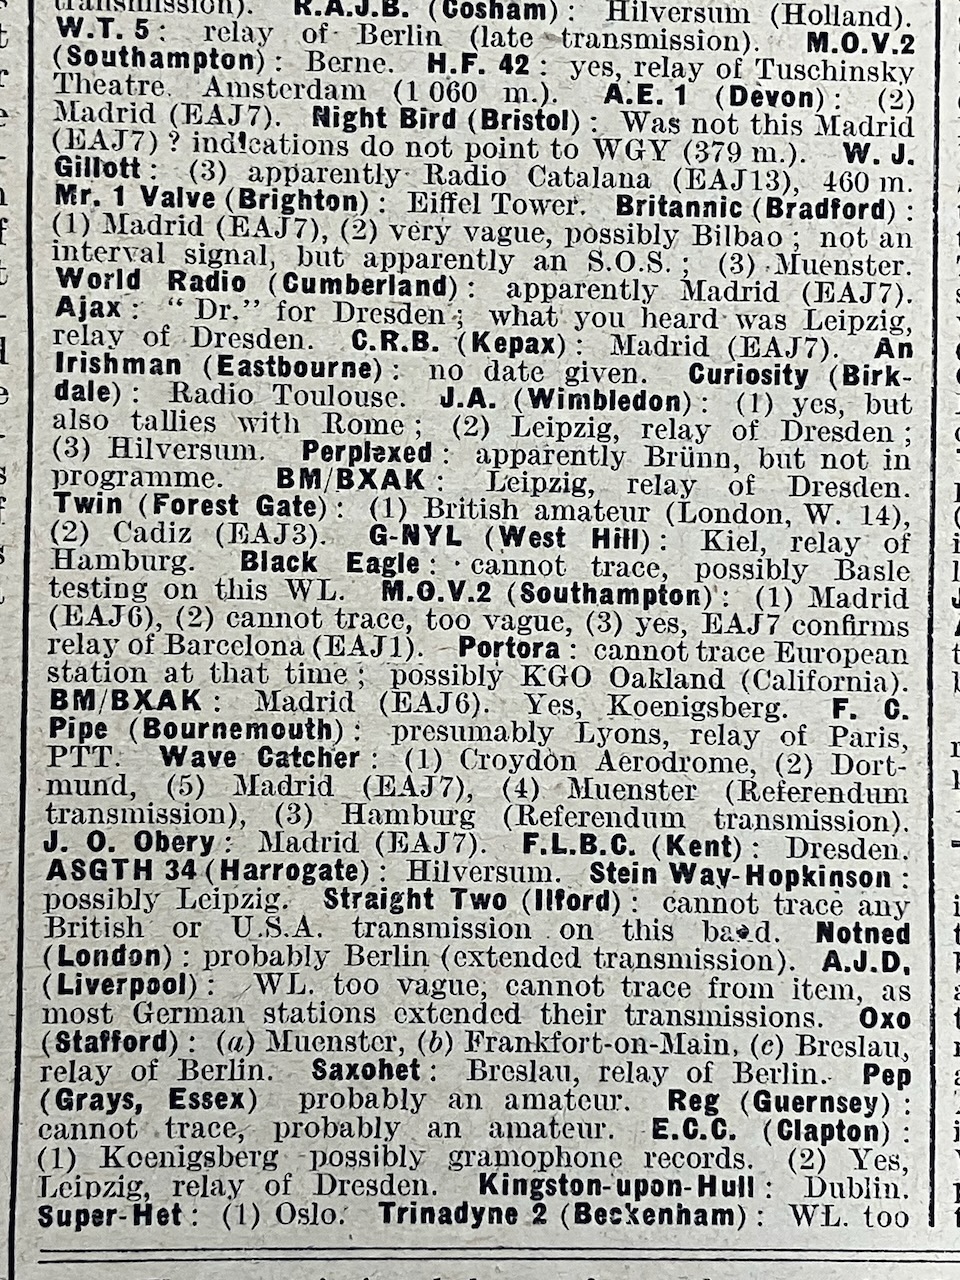 transmission). R.A.J.B. (Cosham): Hilversum (Holland).
W.T. 5: relay of Berlin (late transmission). M.O.V.2
(Southampton): Berne. H.F. 42: yes, relay of Tuschinsky
Theatre, Amsterdam (1 060 m.). A.E. 1 (Devon): (2)
Madrid (EAJ7). Night Bird (Bristol): Was not this Madrid
(EAJ7)? indications do not point to WGY (379 m.). W. J.
Gillott: (3) apparently Radio Catalana (EAJ13), 460 m.
Mr. 1 Valve (Brighton): Eiffel Tower. Britannic (Bradford):
(1) Madrid (EAJ7), (2) very vague, possibly Bilbao; not an
interval signal, but apparently an S.O.S.; (3) Muenster.
World Radio (Cumberland): apparently Madrid (EAJ7).
Ajax: "Dr." for Dresden; what you heard was Leipzig,
relay of Dresden. C.R.B. (Kepax): Madrid (EAJ7). An
Irishman (Eastbourne): no date given. Curiosity (Birk-
dale): Radio Toulouse. J.A. (Wimbledon): (1) yes, but
also tallies with Rome; (2) Leipzig, relay of Dresden;
(3) Hilversum. Perplexed: apparently Brünn, but not in
programme. BM/BXAK: Leipzig, relay of Dresden.
Twin (Forest Gate): (1) British amateur (London, W. 14),
(2) Cadiz (EAJ3). G-NYL (West Hill): Kiel, relay of
Hamburg. Black Eagle: cannot trace, possibly Basle
testing on this WL. M.O.V.2 (Southampton): (1) Madrid
(EAJ6), (2) cannot trace, too vague, (3) yes, EAJ7 confirms
relay of Barcelona (EAJ1). Portora: cannot trace European
station at that time; possibly KGO Oakland (California).
BM/BXAK: Madrid (EAJ6). Yes, Koenigsberg. F. C.
Pipe (Bournemouth): presumably Lyons, relay of Paris,
PTT. Wave Catcher: (1) Croydon Aerodrome, (2) Dort-
mund, (5) Madrid (EAJ7), (4) Muenster (Referendum
transmission), (3) Hamburg (Referendum transmission).
J. O. Obery: Madrid (EAJ7). F.L.B.C. (Kent): Dresden.
ASGTH 34 (Harrogate): Hilversum. Stein Way-Hopkinson:
possibly Leipzig. Straight Two (Ilford): cannot trace any
British or U.S.A. transmission on this band. Notned
(London): probably Berlin (extended transmission). A.J.D.
(Liverpool): WL. too vague, cannot trace from item, as
most German stations extended their transmissions. Oxo
(Stafford): (a) Muenster, (b) Frankfort-on-Main, (c) Breslau,
relay of Berlin. Saxohet: Breslau, relay of Berlin. Pep
(Grays, Essex) probably an amateur. Reg (Guernsey):
cannot trace, probably an amateur. E.C.C. (Clapton):
(1) Koenigsberg possibly gramophone records. (2) Yes,
Leipzig, relay of Dresden. Kingston-upon-Hull: Dublin.
Super-Het: (1) Oslo. Trinadyne 2 (Beckenham): WL. too